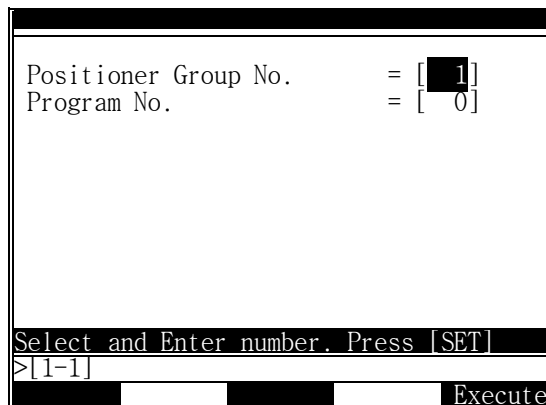 Positioner Group No. = [  1]
Program No. = [  0]
Select and Enter number. Press [SET]
>[1-1]
Execute